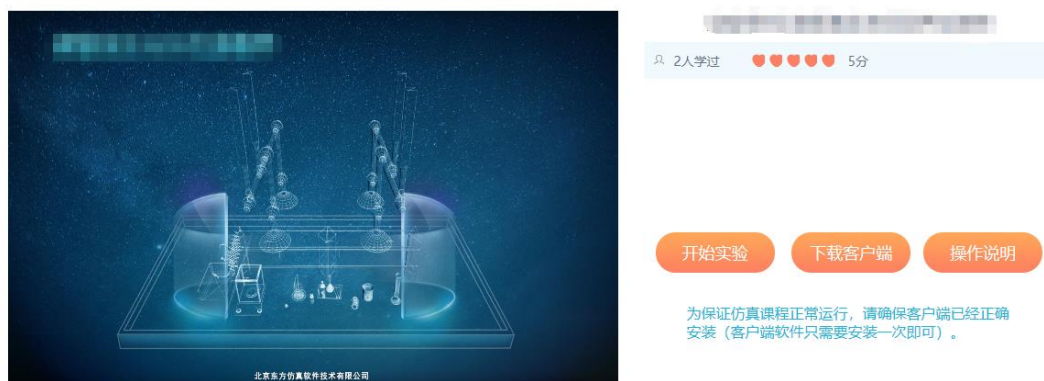 2人学过 5分
开始实验 下载客户端 操作说明
为保证仿真课程正常运行，请确保客户端已经正确
安装（客户端软件只需要安装一次即可）。
北京东方仿真软件技术有限公司